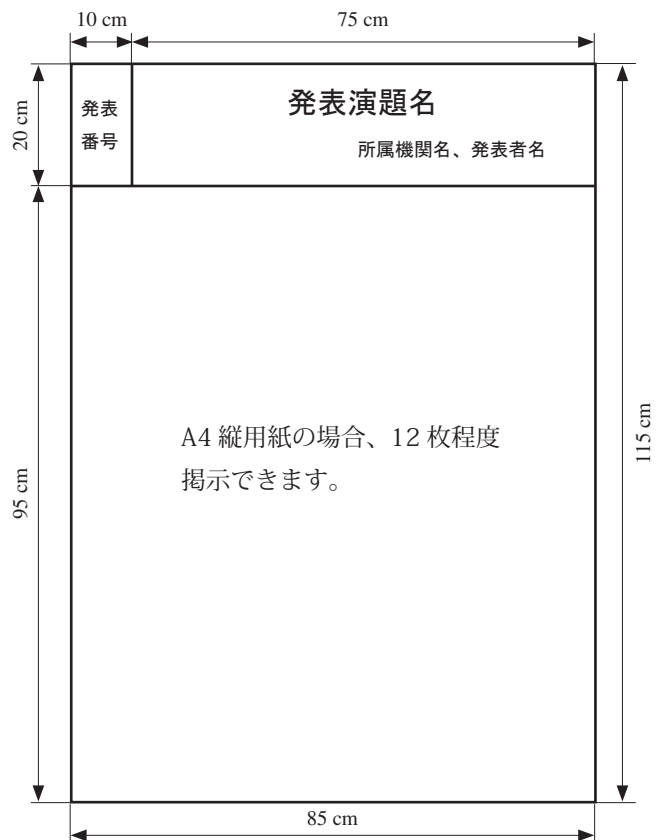 10 cm
75 cm
20 cm
発表
番号
発表演題名
所属機関名、発表者名
A4 縦用紙の場合、12 枚程度
掲示できます。
95 cm
115 cm
85 cm